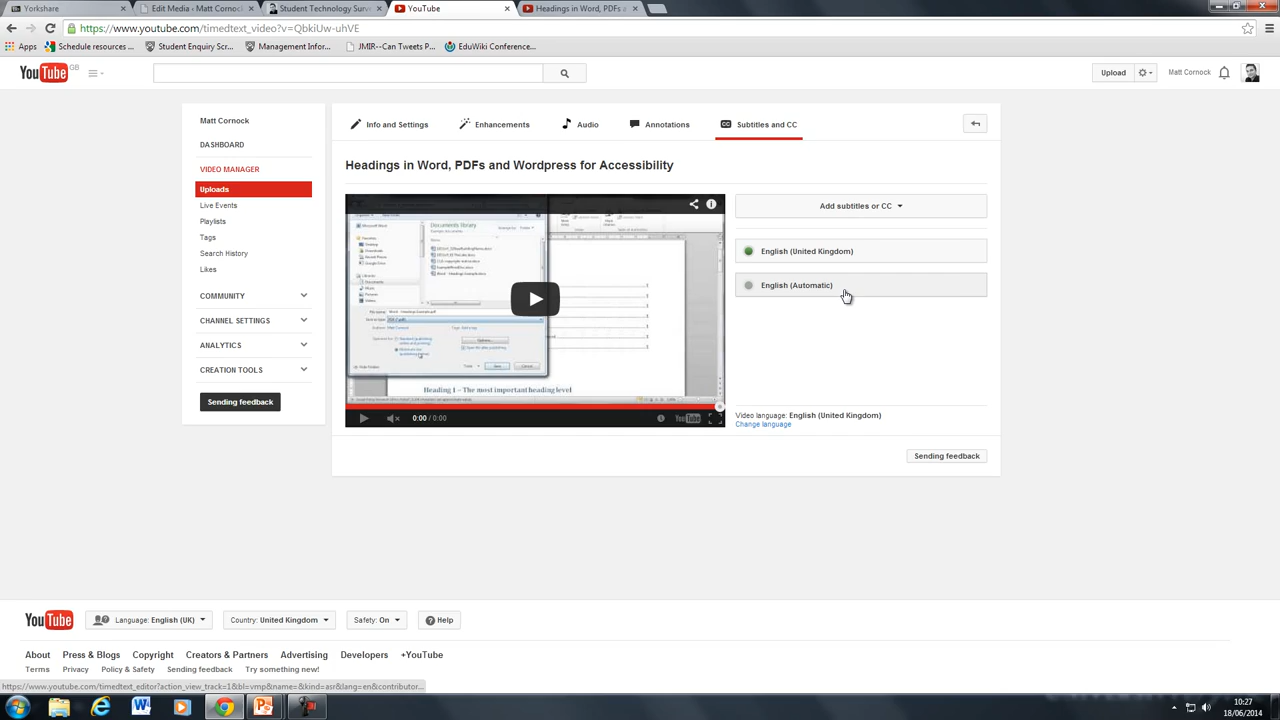 Yorkshire
Edit Media ‹ Matt Cornock
Student Technology Surv
YouTube
Headings in Word, PDFs a
https://www.youtube.com/timedtext_video?v=QbkiUw-uhVE
Apps
Schedule resources ...
Student Enquiry Scr...
Management Infor...
JMIR--Can Tweets P...
EduWiki Conference...
YouTube GB
Upload
Matt Cornock
Matt Cornock
Info and Settings
Enhancements
Audio
Annotations
Subtitles and CC
DASHBOARD
VIDEO MANAGER
Uploads
Live Events
Playlists
Tags
Search History
Likes
COMMUNITY
CHANNEL SETTINGS
ANALYTICS
CREATION TOOLS
Sending feedback
Headings in Word, PDFs and Wordpress for Accessibility
Documents library
Heading 1 – The most important heading level
0:00 / 0:00
YouTube
Add subtitles or CC
English (United Kingdom)
English (Automatic)
Video language: English (United Kingdom)
Change language
Sending feedback
YouTube
Language: English (UK)
Country: United Kingdom
Safety: On
Help
About
Press & Blogs
Copyright
Creators & Partners
Advertising
Developers
+YouTube
Terms
Privacy
Policy & Safety
Sending feedback
Try something new!
https://www.youtube.com/timedtext_editor?action_view_track=1&bl=vmp&name=&kind=asr&lang=en&contributor...
10:27
18/06/2014